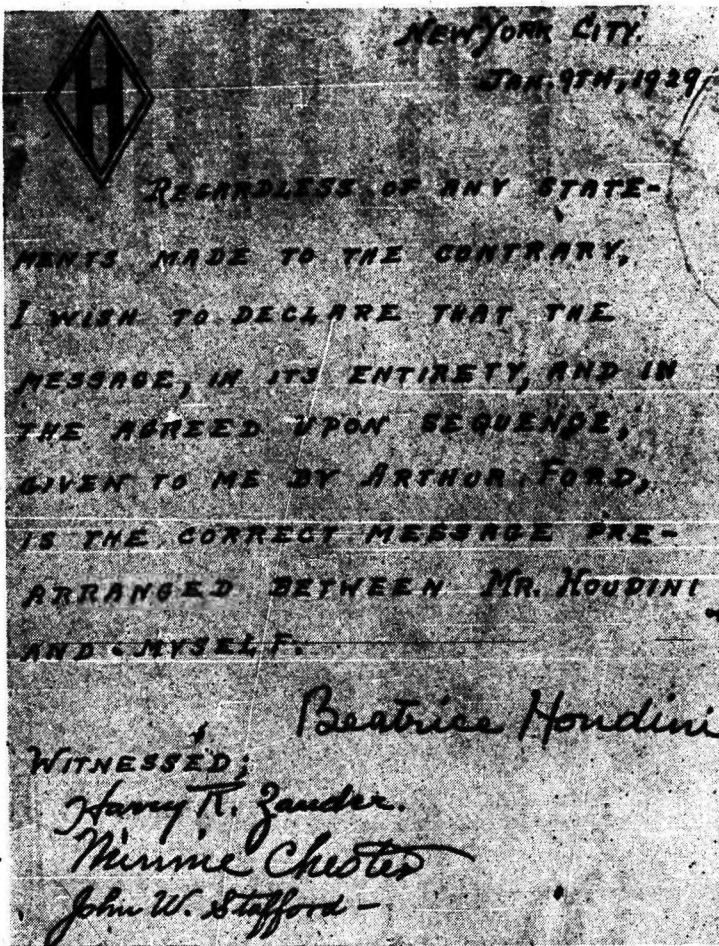 H
NEW YORK CITY.
JAN. 9TH, 1929
REGARDLESS OF ANY STATE-
MENTS MADE TO THE CONTRARY,
I WISH TO DECLARE THAT THE
MESSAGE, IN ITS ENTIRETY, AND IN
THE AGREED UPON SEQUENCE,
GIVEN TO ME BY ARTHUR FORD,
IS THE CORRECT MESSAGE PRE-
ARRANGED BETWEEN MR. HOUDINI
AND MYSELF.
Beatrice Houdini
WITNESSED;
Harry R. Zander.
Minnie Chester
John W. Stafford -